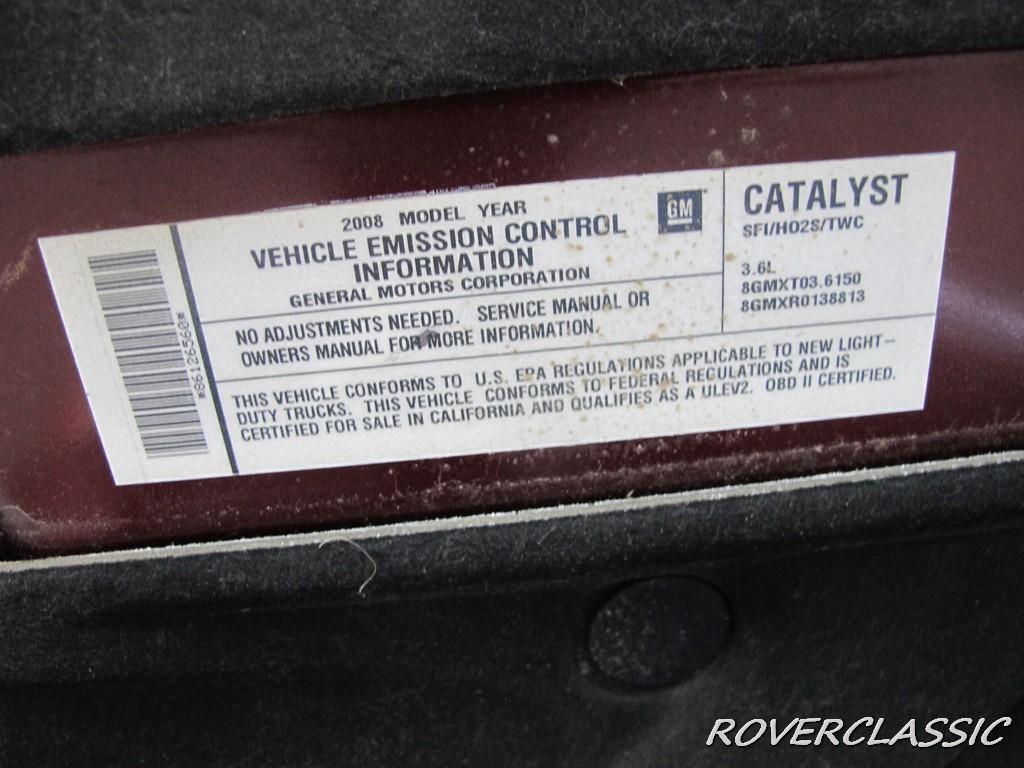 2008 MODEL YEAR
VEHICLE EMISSION CONTROL
INFORMATION
GENERAL MOTORS CORPORATION
GM
CATALYST
SFI/HO2S/TWC
3.6L
8GMXT03.6150
8GMXR0138813
NO ADJUSTMENTS NEEDED. SERVICE MANUAL OR
OWNERS MANUAL FOR MORE INFORMATION.
THIS VEHICLE CONFORMS TO U.S. EPA REGULATIONS APPLICABLE TO NEW LIGHT-
DUTY TRUCKS. THIS VEHICLE CONFORMS TO FEDERAL REGULATIONS AND IS
CERTIFIED FOR SALE IN CALIFORNIA AND QUALIFIES AS A ULEV2. OBD II CERTIFIED.
*86126560*
ROVERCLASSIC